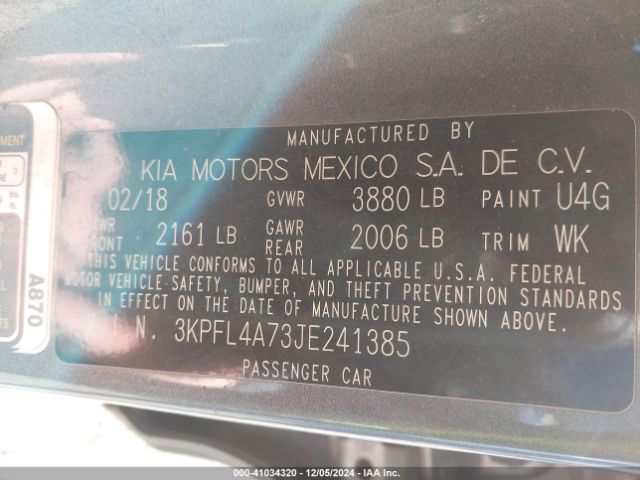 MANUFACTURED BY
KIA MOTORS MEXICO S.A. DE C.V.
02/18 GVWR 3880 LB PAINT U4G
2161 LB GAWR REAR 2006 LB TRIM WK
THIS VEHICLE CONFORMS TO ALL APPLICABLE U.S.A. FEDERAL
VEHICLE SAFETY, BUMPER, AND THEFT PREVENTION STANDARDS
IN EFFECT ON THE DATE OF MANUFACTURE SHOWN ABOVE.
N. 3KPFL4A73JE241385
PASSENGER CAR
A870
000-41034320 - 12/05/2024 - IAA Inc.